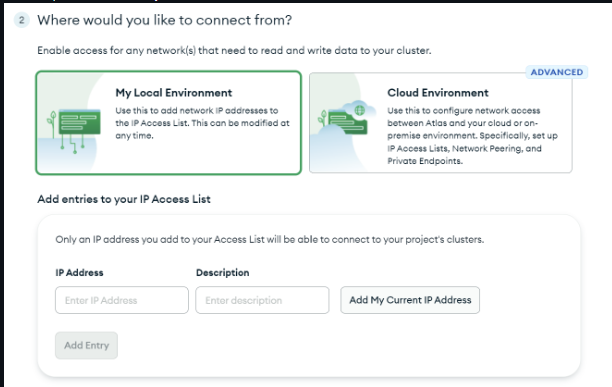 2 Where would you like to connect from?
Enable access for any network(s) that need to read and write data to your cluster.
ADVANCED
My Local Environment
Use this to add network IP addresses to
the IP Access List. This can be modified at
any time.
Cloud Environment
Use this to configure network access
between Atlas and your cloud or on-
premise environment. Specifically, set up
IP Access Lists, Network Peering, and
Private Endpoints.
Add entries to your IP Access List
Only an IP address you add to your Access List will be able to connect to your project's clusters.
IP Address Description
Enter IP Address Enter description Add My Current IP Address
Add Entry